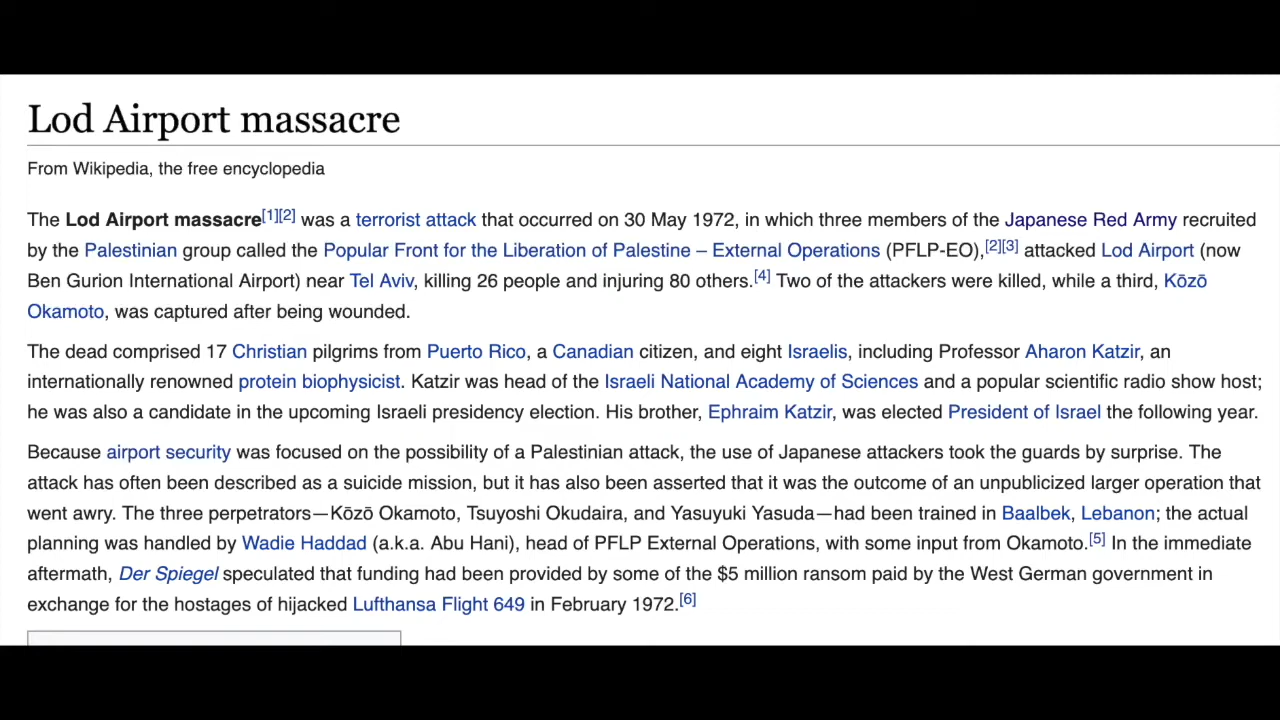 Lod Airport massacre
From Wikipedia, the free encyclopedia
The Lod Airport massacre[1][2] was a terrorist attack that occurred on 30 May 1972, in which three members of the Japanese Red Army recruited
by the Palestinian group called the Popular Front for the Liberation of Palestine – External Operations (PFLP-EO),[2][3] attacked Lod Airport (now
Ben Gurion International Airport) near Tel Aviv, killing 26 people and injuring 80 others.[4] Two of the attackers were killed, while a third, Kōzō
Okamoto, was captured after being wounded.
The dead comprised 17 Christian pilgrims from Puerto Rico, a Canadian citizen, and eight Israelis, including Professor Aharon Katzir, an
internationally renowned protein biophysicist. Katzir was head of the Israeli National Academy of Sciences and a popular scientific radio show host;
he was also a candidate in the upcoming Israeli presidency election. His brother, Ephraim Katzir, was elected President of Israel the following year.
Because airport security was focused on the possibility of a Palestinian attack, the use of Japanese attackers took the guards by surprise. The
attack has often been described as a suicide mission, but it has also been asserted that it was the outcome of an unpublicized larger operation that
went awry. The three perpetrators—Kōzō Okamoto, Tsuyoshi Okudaira, and Yasuyuki Yasuda—had been trained in Baalbek, Lebanon; the actual
planning was handled by Wadie Haddad (a.k.a. Abu Hani), head of PFLP External Operations, with some input from Okamoto.[5] In the immediate
aftermath, Der Spiegel speculated that funding had been provided by some of the $5 million ransom paid by the West German government in
exchange for the hostages of hijacked Lufthansa Flight 649 in February 1972.[6]